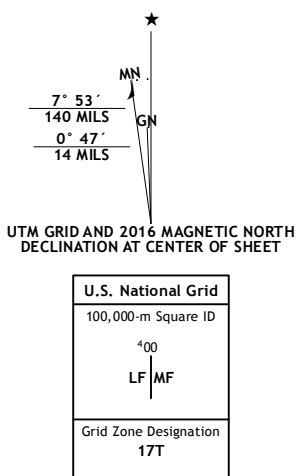 ★
MN
7° 53´
140 MILS
GN
0° 47´
14 MILS
UTM GRID AND 2016 MAGNETIC NORTH
DECLINATION AT CENTER OF SHEET
U.S. National Grid
100,000-m Square ID
⁴00
LF MF
Grid Zone Designation
17T